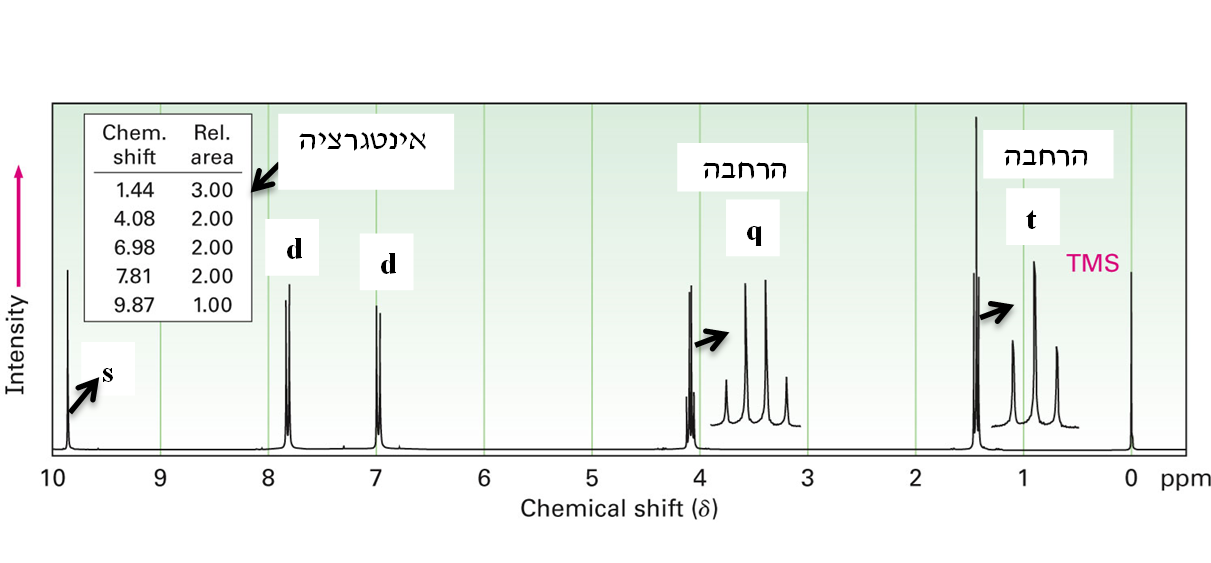 Chem. shift Rel. area
1.44 3.00
4.08 2.00
6.98 2.00
7.81 2.00
9.87 1.00
אינטגרציה
הרחבה
הרחבה
s
d
d
q
t
TMS
Intensity
10 9 8 7 6 5 4 3 2 1 0 ppm
Chemical shift (δ)